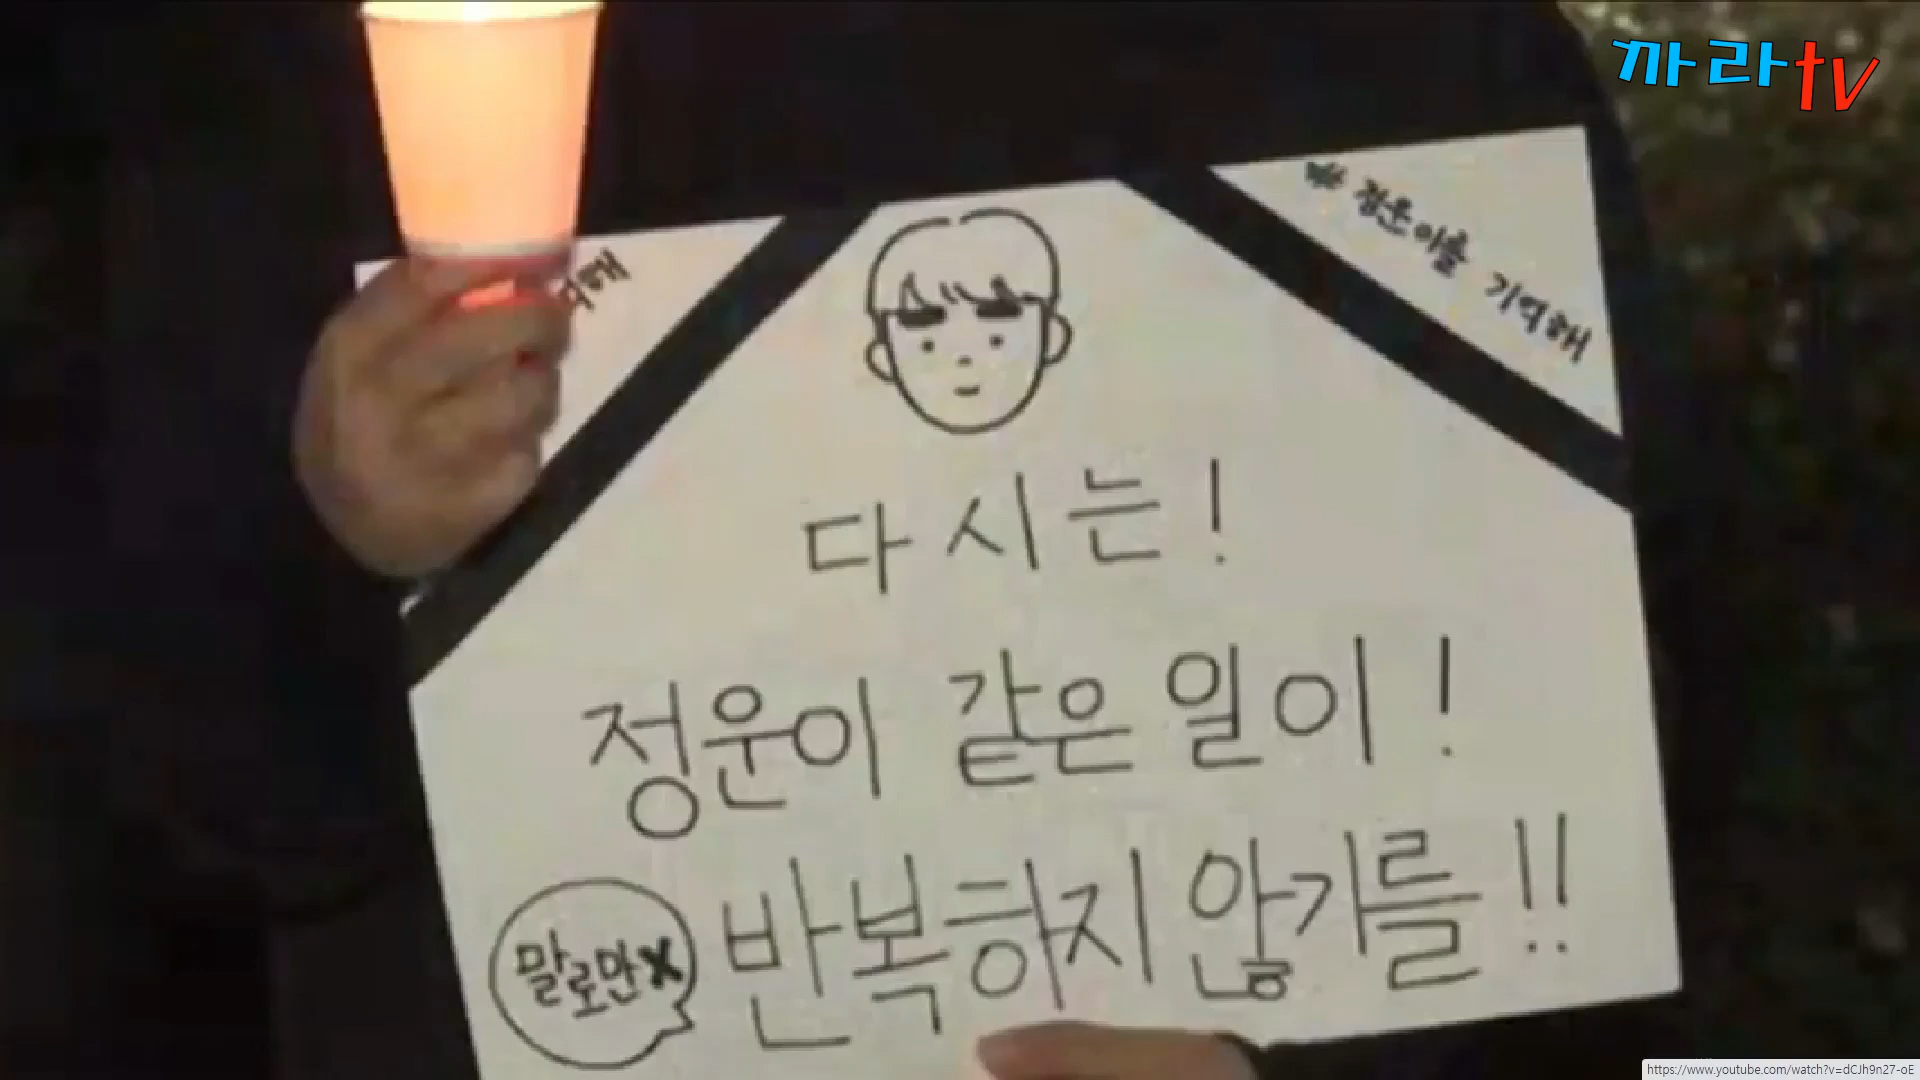 까라tv
# 정운이를 기억해
다시는!
정운이 같은 일이!
반복하지 않기를!!
말로만 X
https://www.youtube.com/watch?v=dCJh9n27-oE